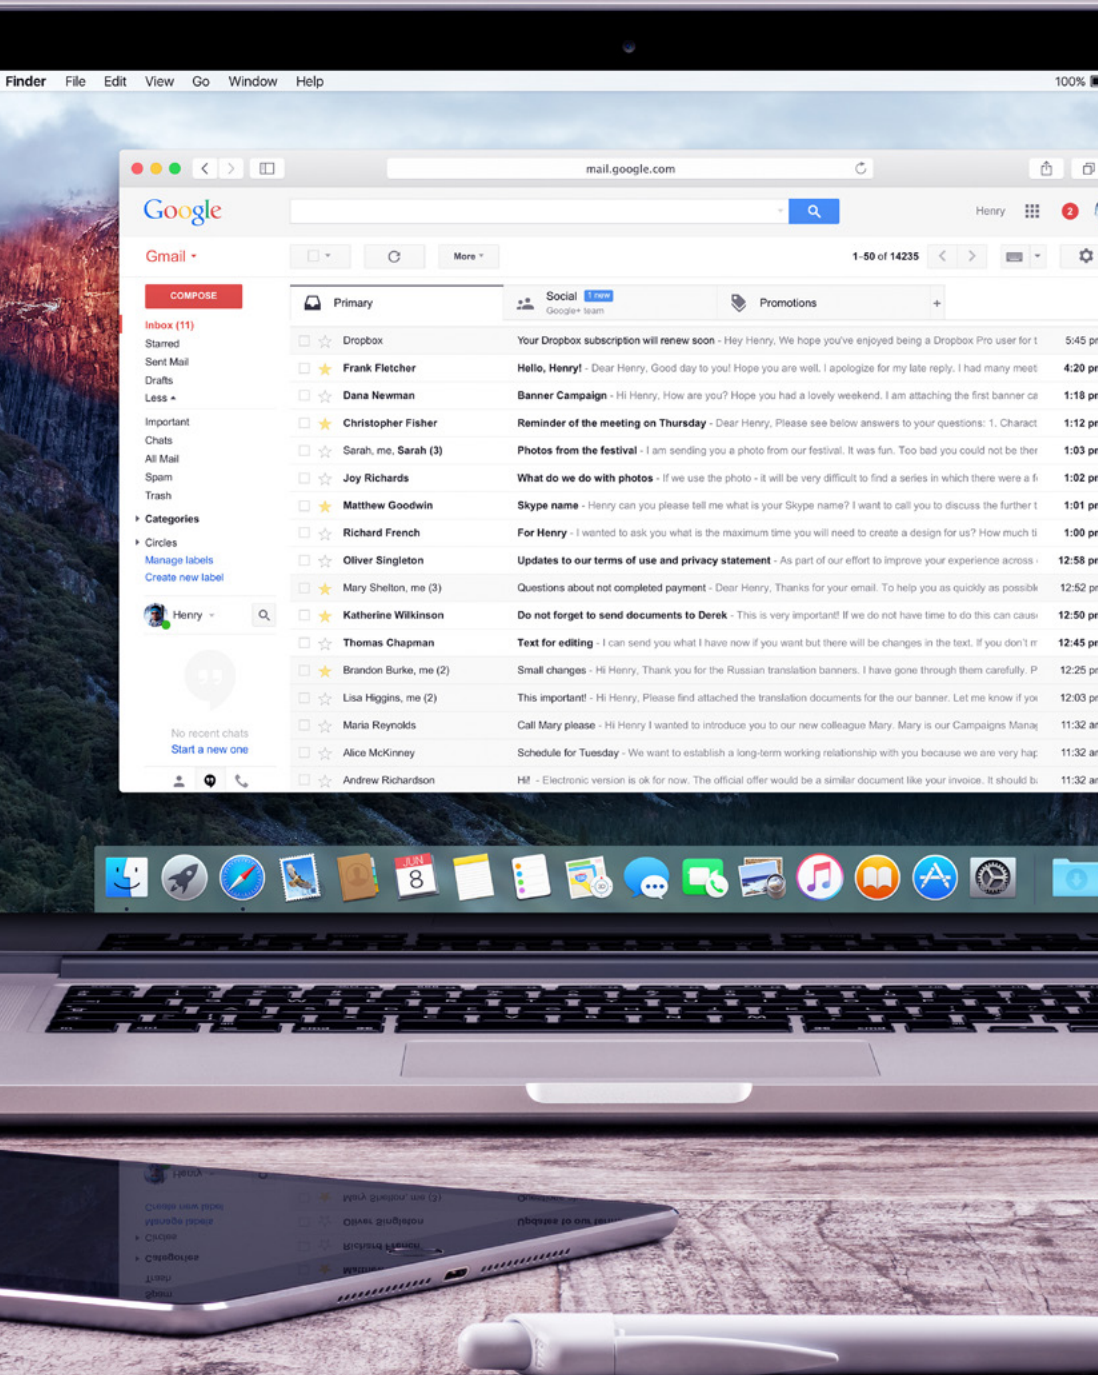 Finder File Edit View Go Window Help 100%
mail.google.com
Google Henry 2
Gmail More 1-50 of 14235
COMPOSE
Primary Social 1 new Promotions +
Google+ team
Inbox (11)
Starred
Sent Mail
Drafts
Less
Important
Chats
All Mail
Spam
Trash
Categories
Circles
Manage labels
Create new label
Henry
No recent chats
Start a new one
Dropbox Your Dropbox subscription will renew soon - Hey Henry, We hope you've enjoyed being a Dropbox Pro user for t 5:45 pm
Frank Fletcher Hello, Henry! - Dear Henry, Good day to you! Hope you are well. I apologize for my late reply. I had many meeti 4:20 pm
Dana Newman Banner Campaign - Hi Henry, How are you? Hope you had a lovely weekend. I am attaching the first banner ca 1:18 pm
Christopher Fisher Reminder of the meeting on Thursday - Dear Henry, Please see below answers to your questions: 1. Charact 1:12 pm
Sarah, me, Sarah (3) Photos from the festival - I am sending you a photo from our festival. It was fun. Too bad you could not be ther 1:03 pm
Joy Richards What do we do with photos - If we use the photo - it will be very difficult to find a series in which there were a f 1:02 pm
Matthew Goodwin Skype name - Henry can you please tell me what is your Skype name? I want to call you to discuss the further t 1:01 pm
Richard French For Henry - I wanted to ask you what is the maximum time you will need to create a design for us? How much ti 1:00 pm
Oliver Singleton Updates to our terms of use and privacy statement - As part of our effort to improve your experience across 12:58 pm
Mary Shelton, me (3) Questions about not completed payment - Dear Henry, Thanks for your email. To help you as quickly as possible 12:52 pm
Katherine Wilkinson Do not forget to send documents to Derek - This is very important! If we do not have time to do this can caus 12:50 pm
Thomas Chapman Text for editing - I can send you what I have now if you want but there will be changes in the text. If you don't m 12:45 pm
Brandon Burke, me (2) Small changes - Hi Henry, Thank you for the Russian translation banners. I have gone through them carefully. P 12:25 pm
Lisa Higgins, me (2) This important! - Hi Henry, Please find attached the translation documents for the our banner. Let me know if you 12:03 pm
Maria Reynolds Call Mary please - Hi Henry I wanted to introduce you to our new colleague Mary. Mary is our Campaigns Manag 11:32 am
Alice McKinney Schedule for Tuesday - We want to establish a long-term working relationship with you because we are very hap 11:32 am
Andrew Richardson Hi! - Electronic version is ok for now. The official offer would be a similar document like your invoice. It should b 11:32 am
JUN
8